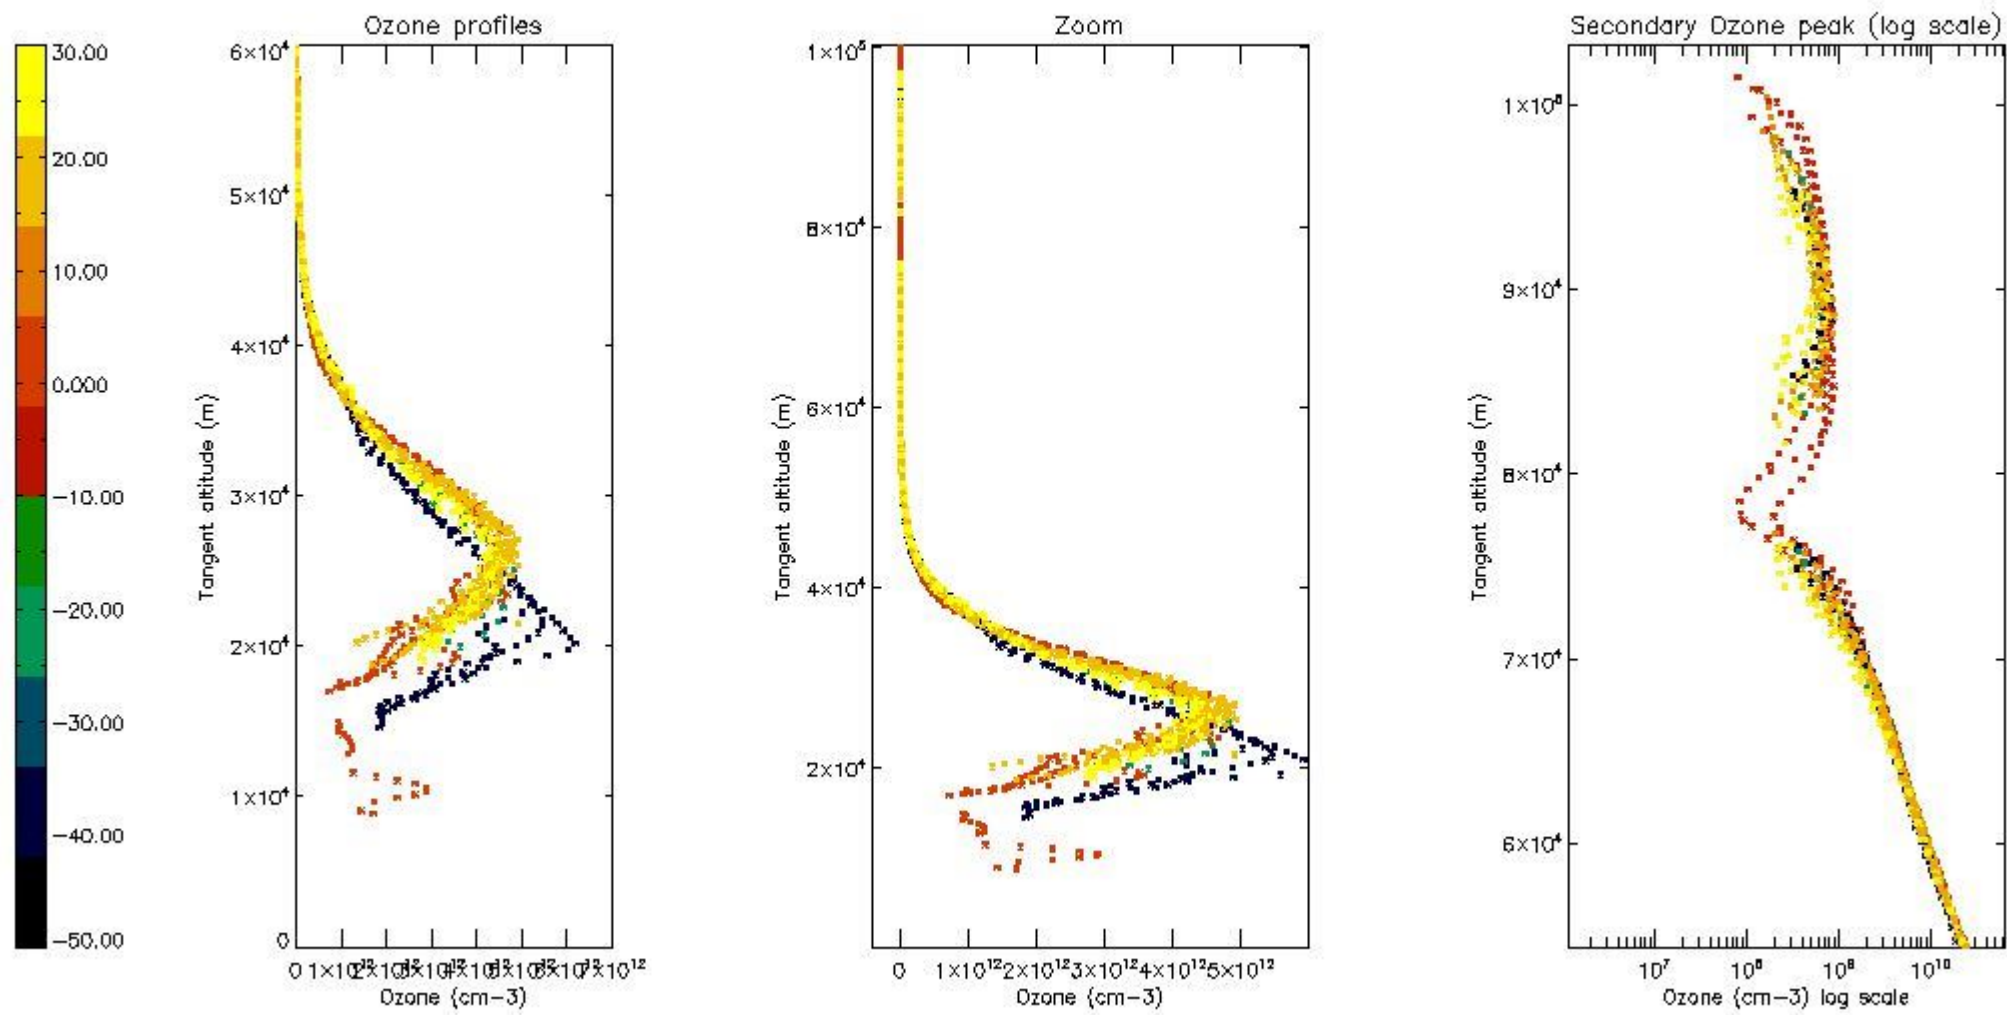 Ozone profiles
Zoom
Secondary Ozone peak (log scale)
30.00
20.00
10.00
0.000
−10.00
−20.00
−30.00
−40.00
−50.00
Tangent altitude (m)
6×10⁴
5×10⁴
4×10⁴
3×10⁴
2×10⁴
1×10⁴
0
0
7×10¹²
Ozone (cm−3)
Tangent altitude (m)
1×10⁵
8×10⁴
6×10⁴
4×10⁴
2×10⁴
0 1×10¹² 2×10¹² 3×10¹² 4×10¹² 5×10¹²
Ozone (cm−3)
Tangent altitude (m)
9×10⁴
8×10⁴
7×10⁴
6×10⁴
10⁷ 10⁸ 10⁹ 10¹⁰
Ozone (cm−3) log scale